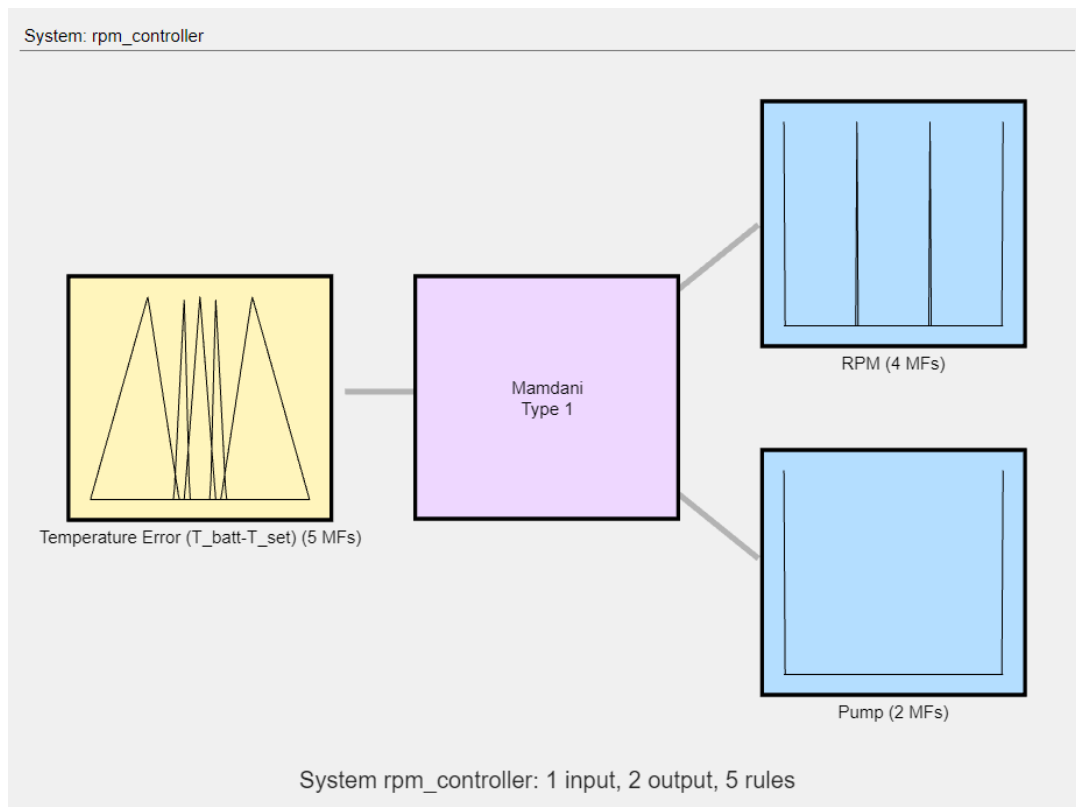 System: rpm_controller
RPM (4 MFs)
Mamdani
Type 1
Temperature Error (T_batt-T_set) (5 MFs)
Pump (2 MFs)
System rpm_controller: 1 input, 2 output, 5 rules